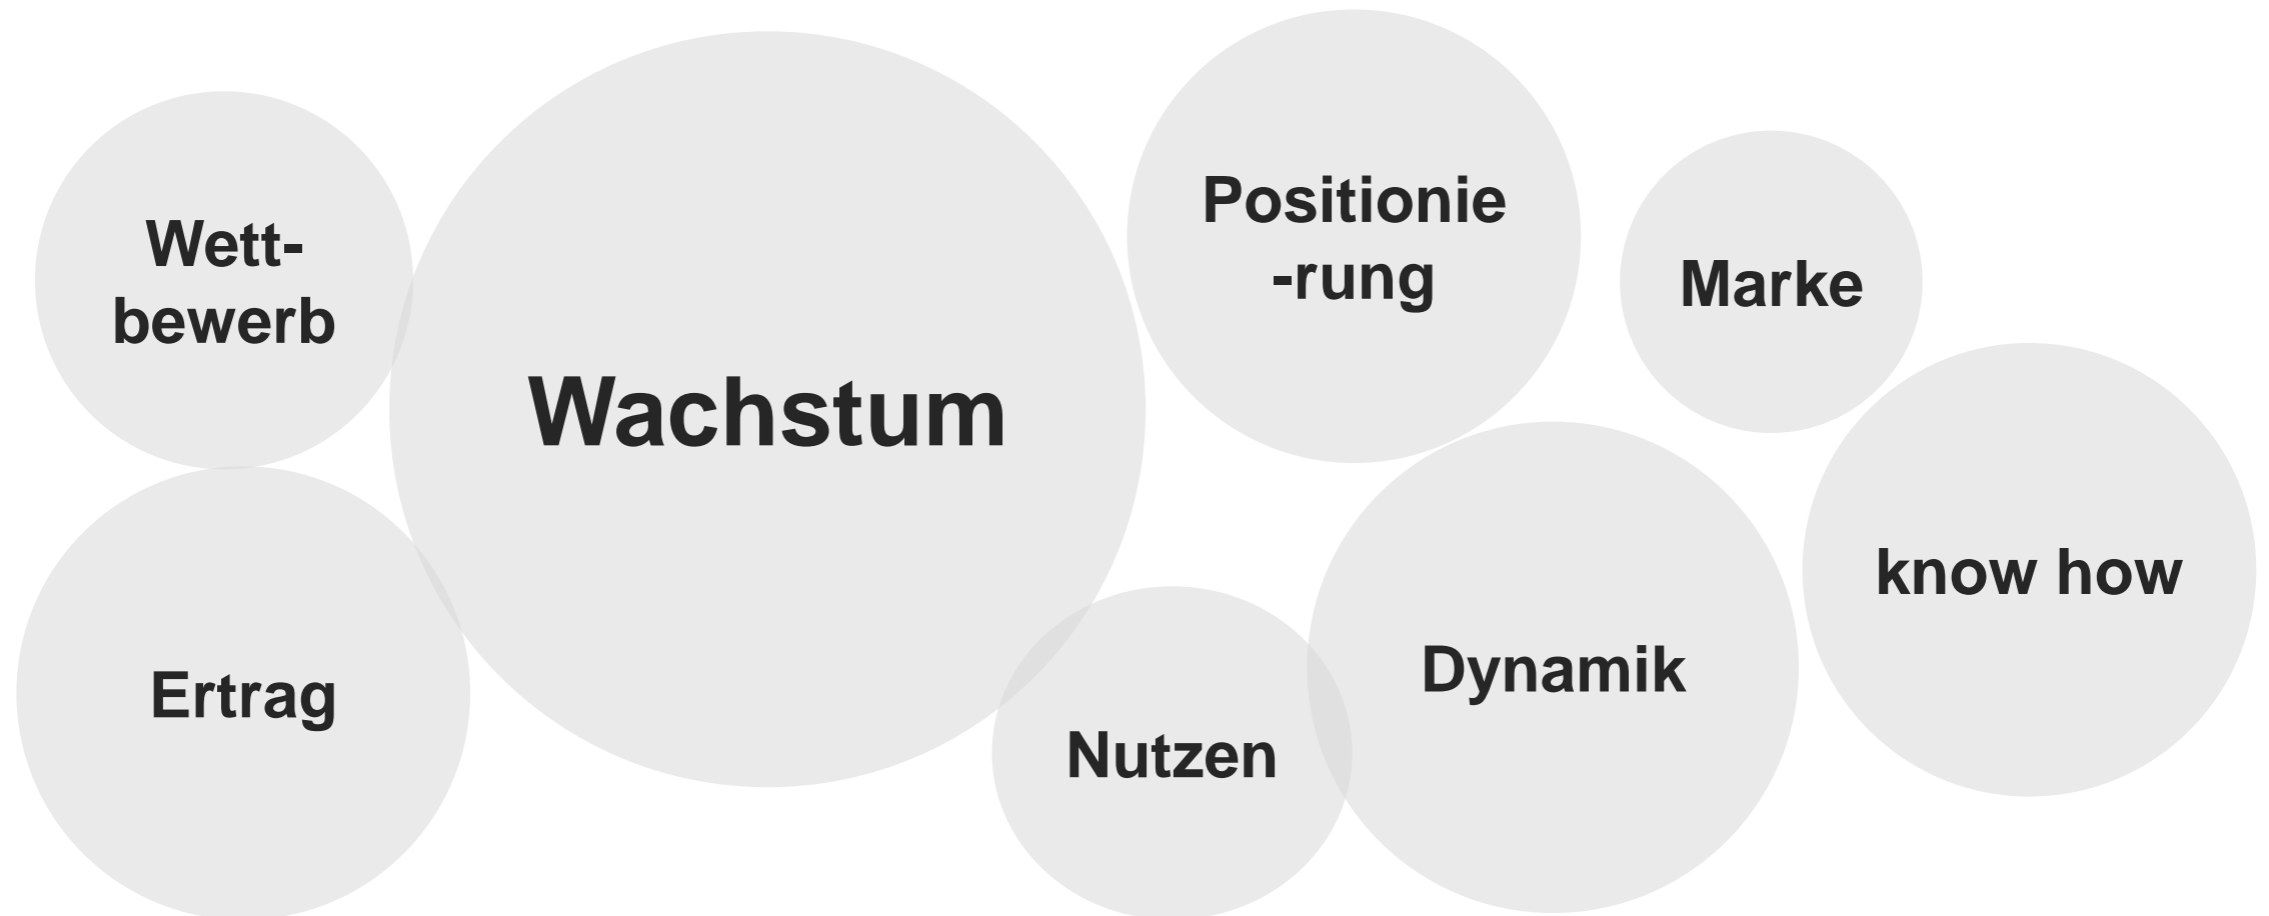 Wett-
bewerb
Wachstum
Positionie
-rung
Marke
Ertrag
Nutzen
Dynamik
know how